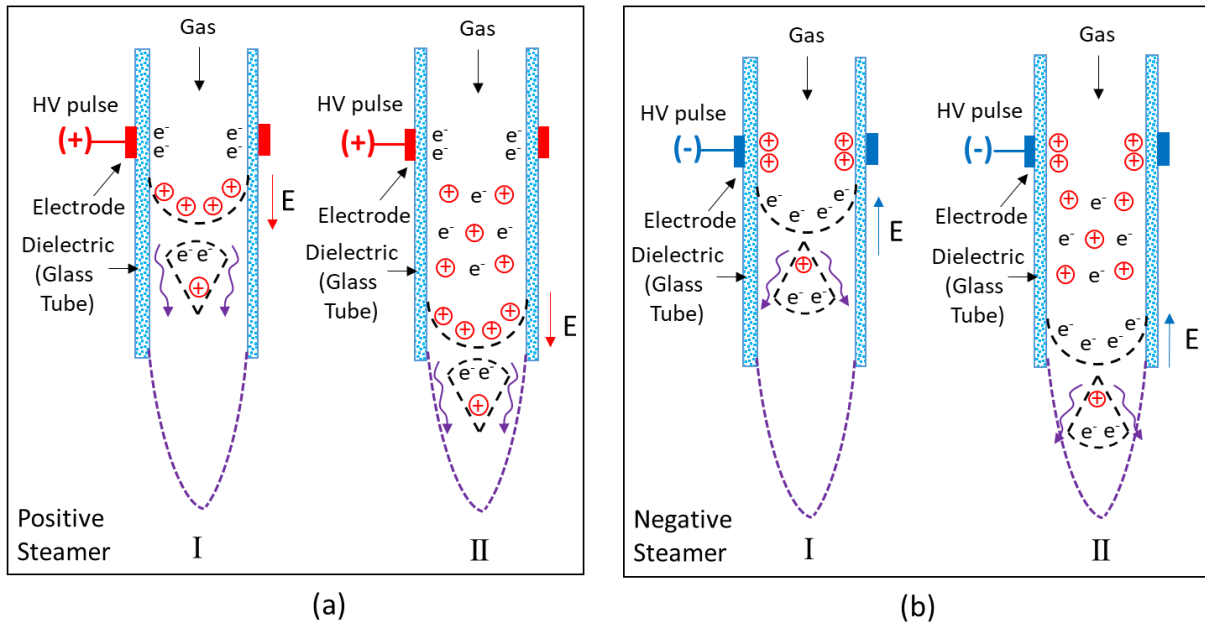 Gas
HV pulse
(+)
e-
e-
e-
e-
+
+
+
+
E
Electrode
e- e-
+
Dielectric
(Glass
Tube)
Positive
Steamer
I
Gas
HV pulse
(+)
e-
e-
e-
e-
+ e- +
e- + e-
+ e- +
Electrode
Dielectric
(Glass
Tube)
+
+
+
+
E
e- e-
+
II
(a)
Gas
HV pulse
(-)
+
+
+
+
e- e- e- e-
E
Electrode
+
e- e-
Dielectric
(Glass
Tube)
Negative
Steamer
I
Gas
HV pulse
(-)
+
+
+
+
+ e- +
e- + e-
+ e- +
Electrode
Dielectric
(Glass
Tube)
e- e- e- e-
E
+
e- e-
II
(b)